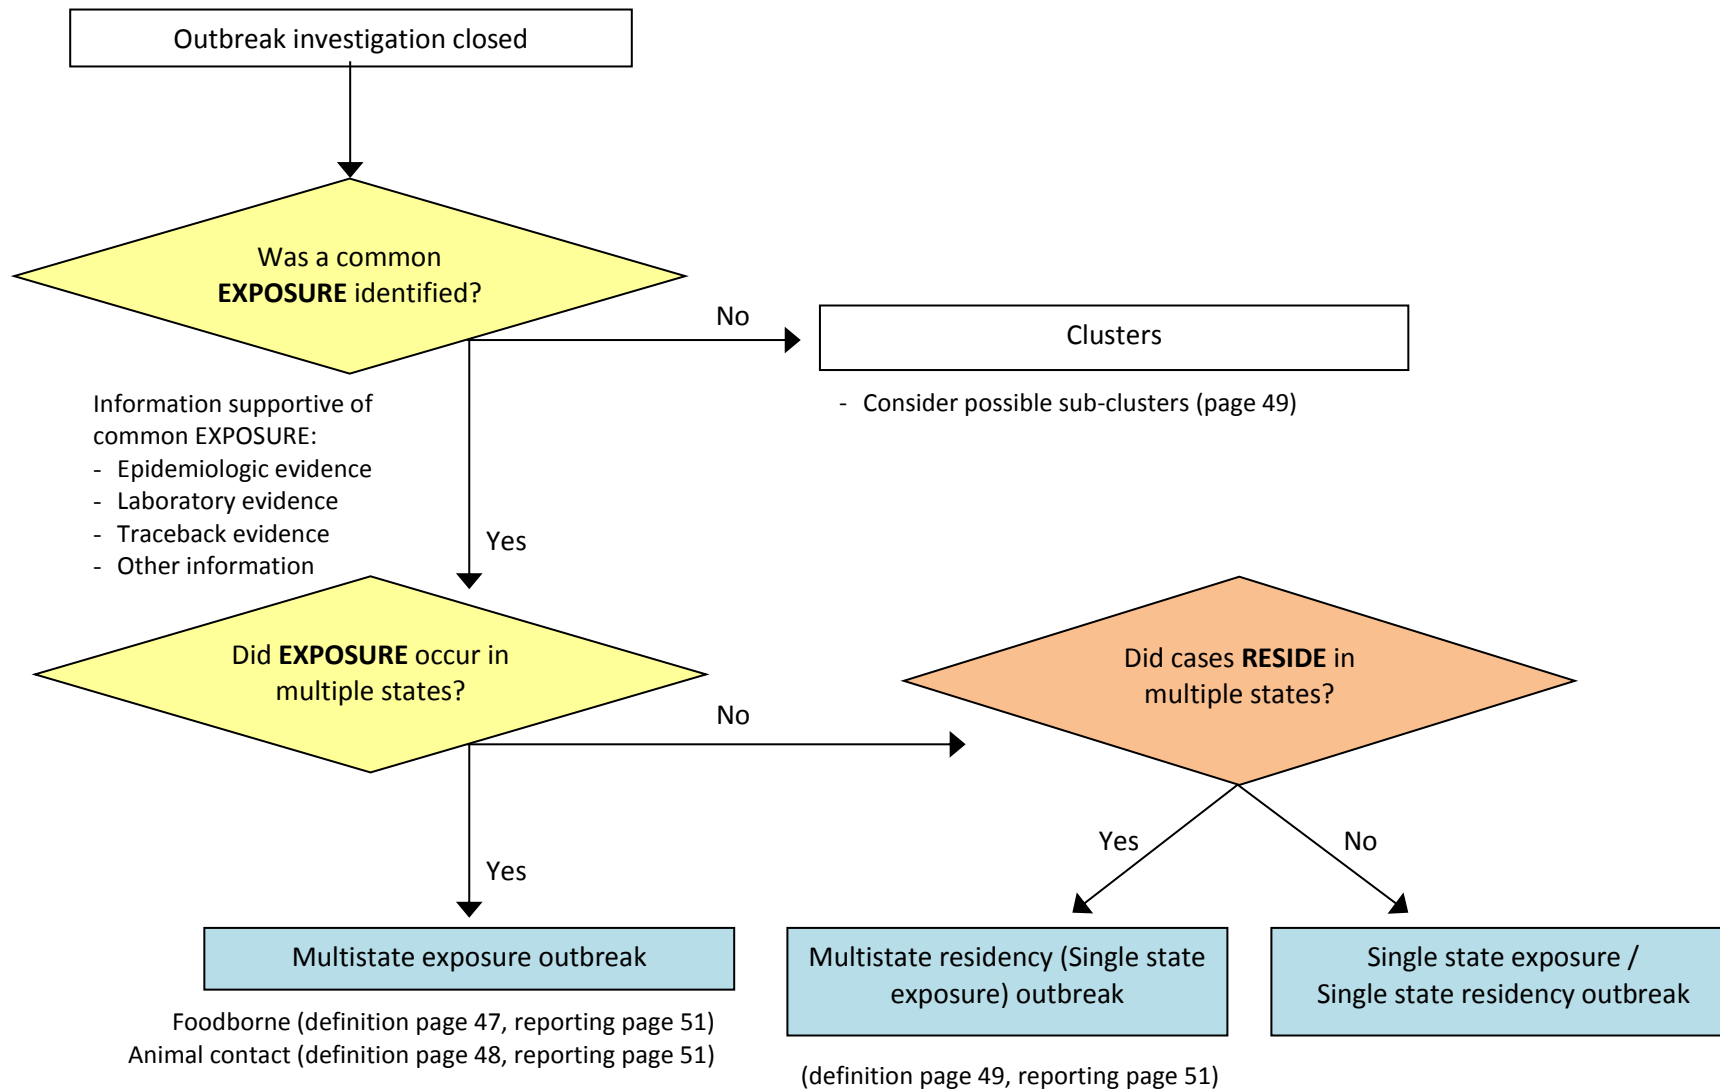 Outbreak investigation closed
Was a common
EXPOSURE identified?
No
Clusters
- Consider possible sub-clusters (page 49)
Information supportive of
common EXPOSURE:
- Epidemiologic evidence
- Laboratory evidence
- Traceback evidence
- Other information
Yes
Did EXPOSURE occur in
multiple states?
No
Did cases RESIDE in
multiple states?
Yes
No
Yes
Multistate exposure outbreak
Foodborne (definition page 47, reporting page 51)
Animal contact (definition page 48, reporting page 51)
Multistate residency (Single state
exposure) outbreak
(definition page 49, reporting page 51)
Single state exposure /
Single state residency outbreak